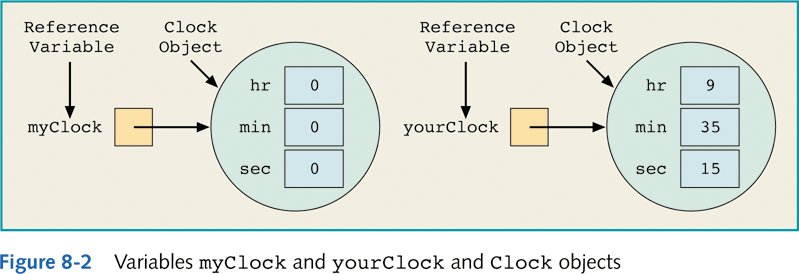 Reference
Variable
Clock
Object
myClock
hr 0
min 0
sec 0
Reference
Variable
Clock
Object
yourClock
hr 9
min 35
sec 15
Figure 8-2 Variables myClock and yourClock and Clock objects